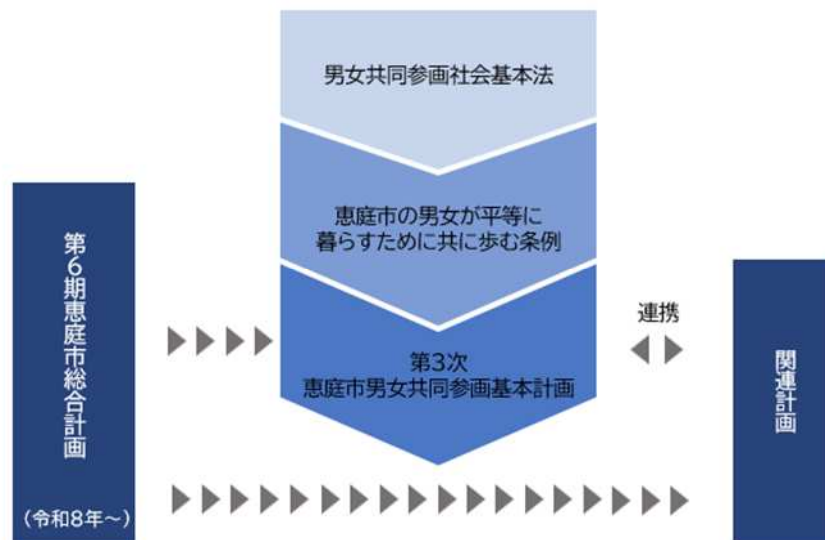 男女共同参画社会基本法
恵庭市の男女が平等に
暮らすために共に歩む条例
第3次
恵庭市男女共同参画基本計画
第6期恵庭市総合計画
（令和8年～）
連携
関連計画